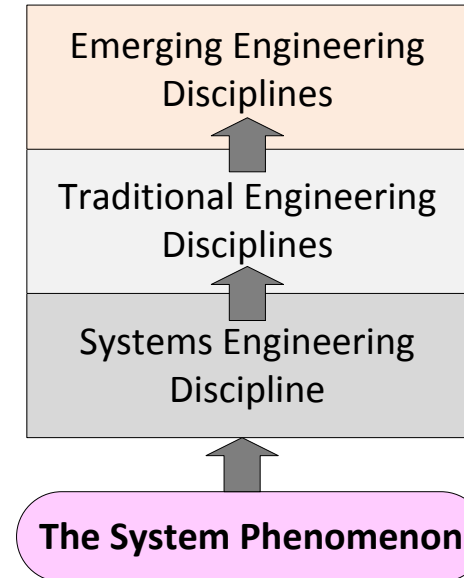 Emerging Engineering
Disciplines
Traditional Engineering
Disciplines
Systems Engineering
Discipline
The System Phenomenon